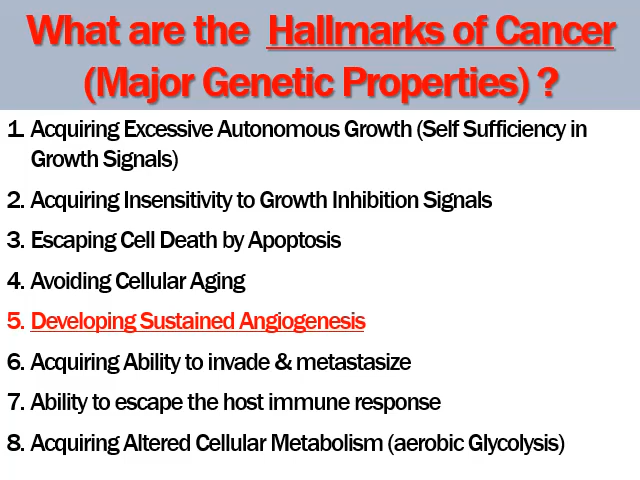 What are the Hallmarks of Cancer
(Major Genetic Properties) ?
1. Acquiring Excessive Autonomous Growth (Self Sufficiency in
Growth Signals)
2. Acquiring Insensitivity to Growth Inhibition Signals
3. Escaping Cell Death by Apoptosis
4. Avoiding Cellular Aging
5. Developing Sustained Angiogenesis
6. Acquiring Ability to invade & metastasize
7. Ability to escape the host immune response
8. Acquiring Altered Cellular Metabolism (aerobic Glycolysis)